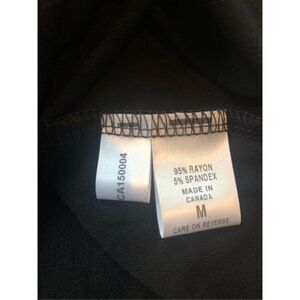 CA150004
95% RAYON
5% SPANDEX
MADE IN
CANADA
M
CARE ON REVERSE